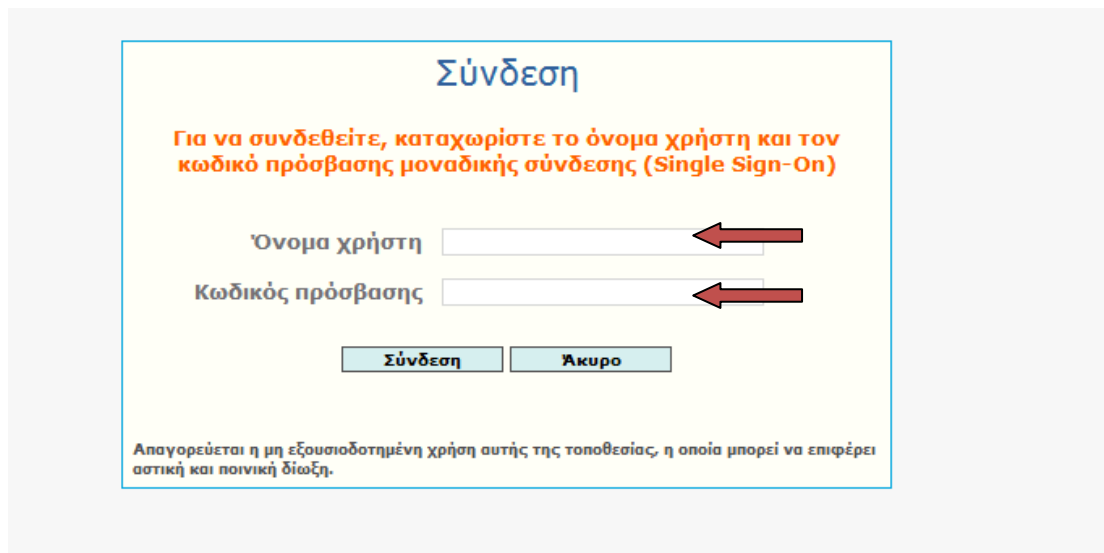 Σύνδεση
Για να συνδεθείτε, καταχωρίστε το όνομα χρήστη και τον
κωδικό πρόσβασης μοναδικής σύνδεσης (Single Sign-On)
Όνομα χρήστη
Κωδικός πρόσβασης
Σύνδεση Άκυρο
Απαγορεύεται η μη εξουσιοδοτημένη χρήση αυτής της τοποθεσίας, η οποία μπορεί να επιφέρει
αστική και ποινική δίωξη.